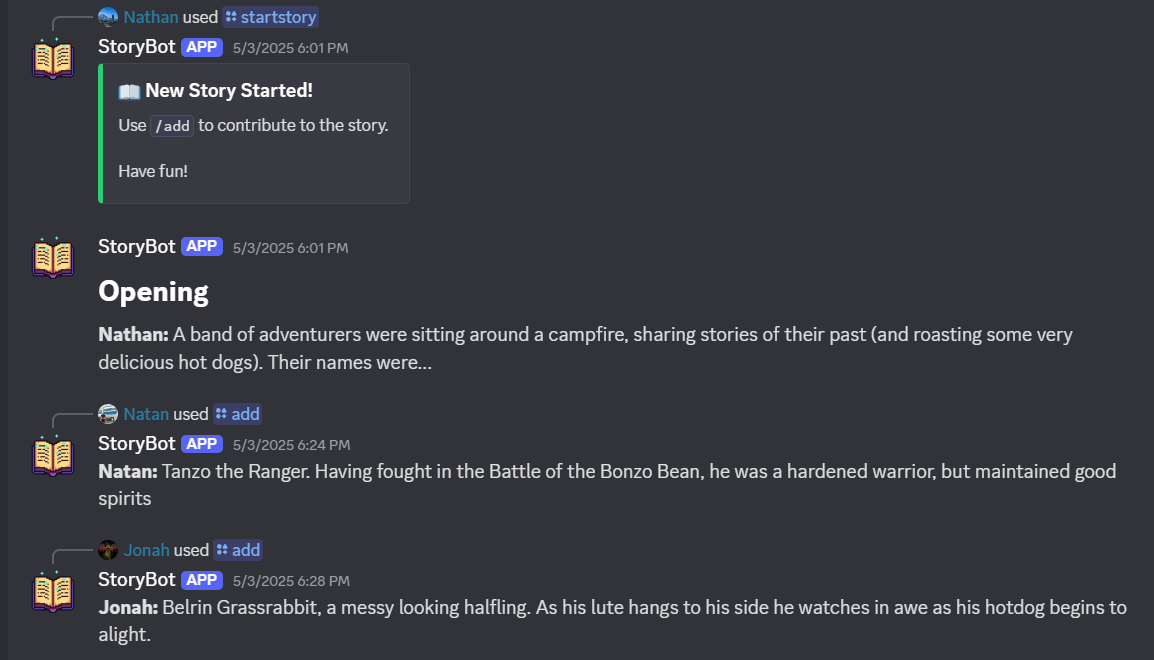 Nathan used startstory
StoryBot APP 5/3/2025 6:01 PM
New Story Started!
Use /add to contribute to the story.
Have fun!
StoryBot APP 5/3/2025 6:01 PM
Opening
Nathan: A band of adventurers were sitting around a campfire, sharing stories of their past (and roasting some very
delicious hot dogs). Their names were...
Natan used add
StoryBot APP 5/3/2025 6:24 PM
Natan: Tanzo the Ranger. Having fought in the Battle of the Bonzo Bean, he was a hardened warrior, but maintained good
spirits
Jonah used add
StoryBot APP 5/3/2025 6:28 PM
Jonah: Belrin Grassrabbit, a messy looking halfling. As his lute hangs to his side he watches in awe as his hotdog begins to
alight.